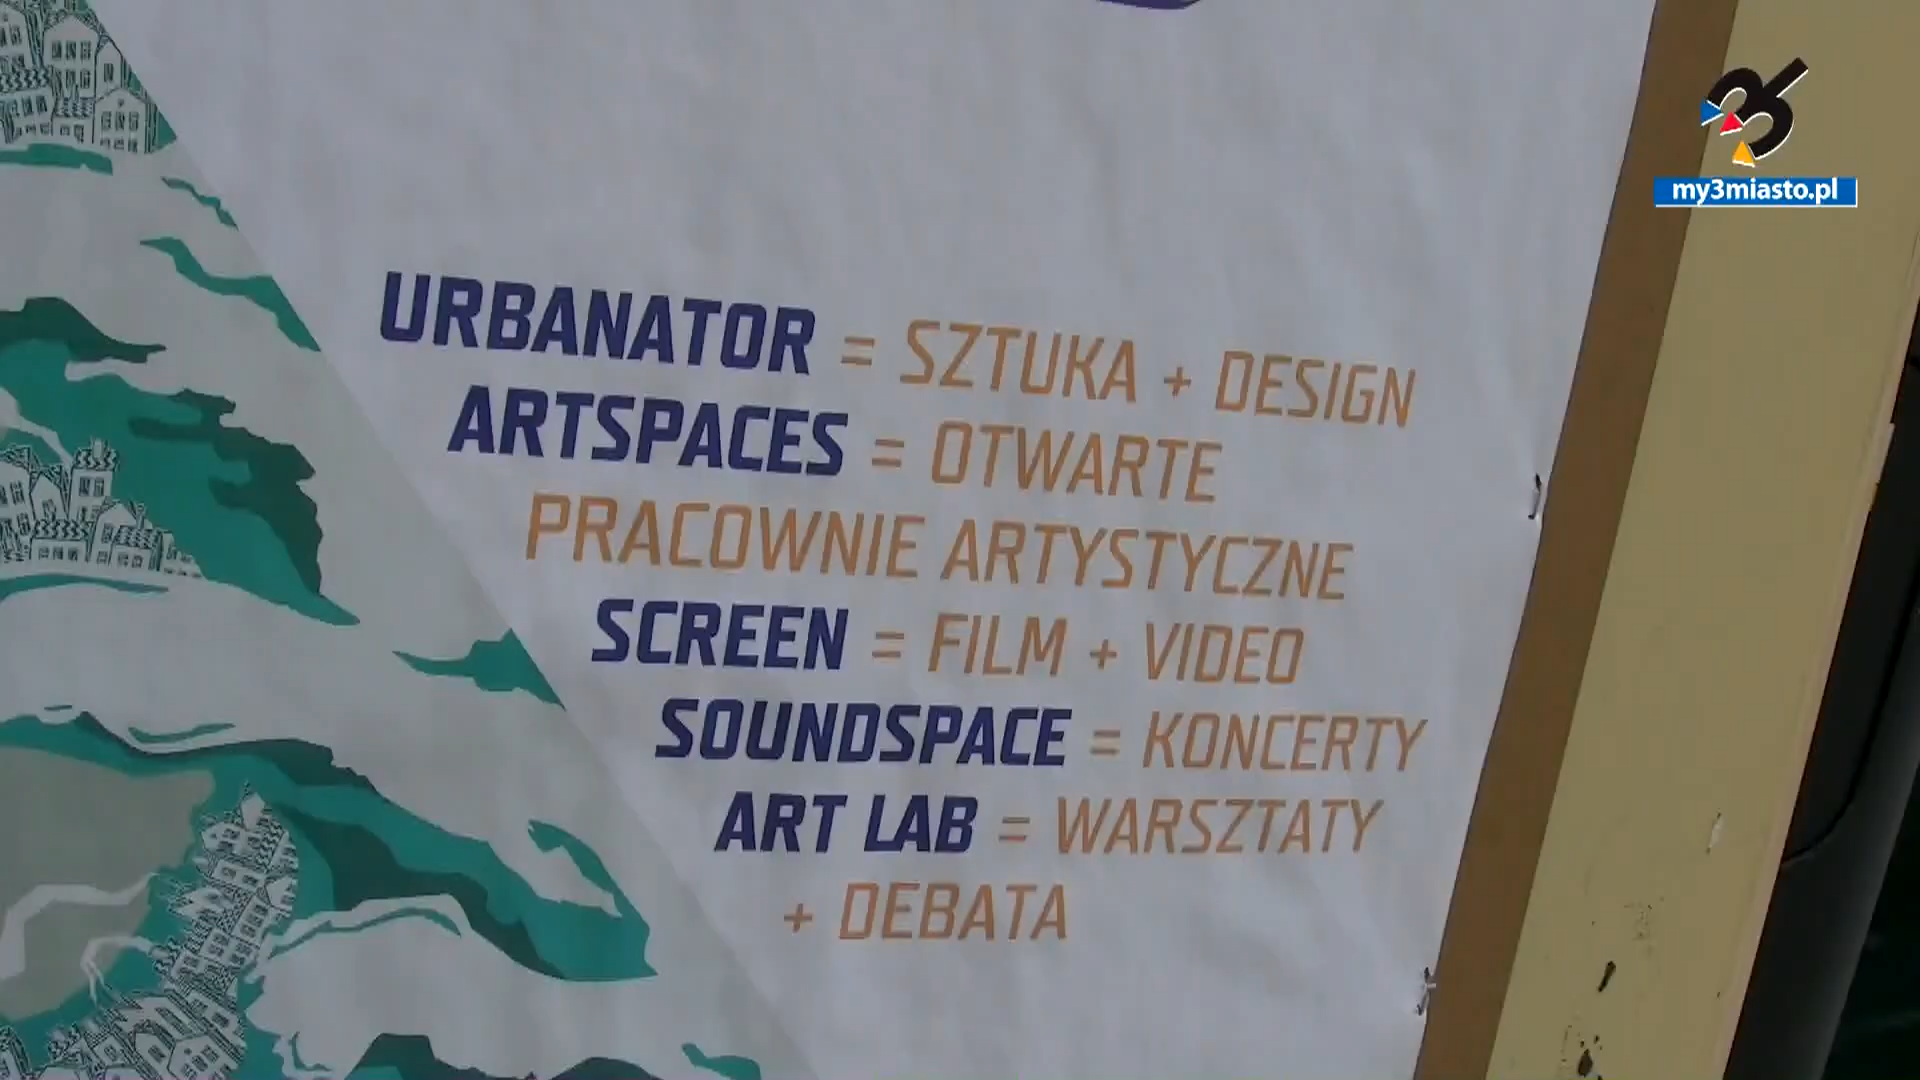 my3miasto.pl
URBANATOR = SZTUKA + DESIGN
ARTSPACES = OTWARTE
PRACOWNIE ARTYSTYCZNE
SCREEN = FILM + VIDEO
SOUNDSPACE = KONCERTY
ART LAB = WARSZTATY
+ DEBATA